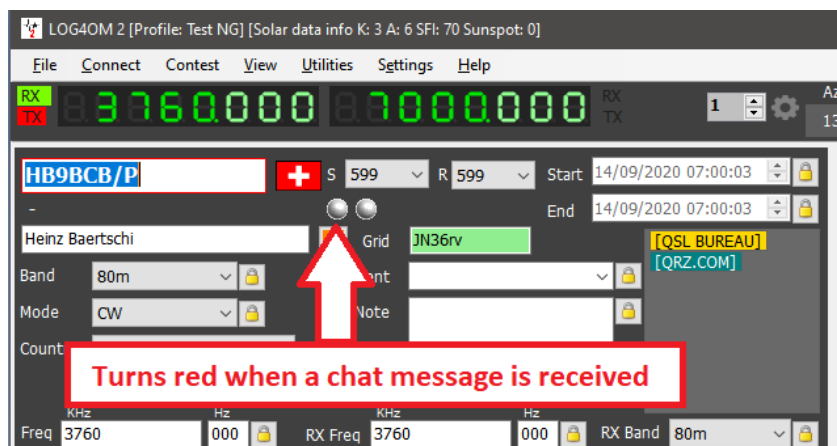 LOG4OM 2 [Profile: Test NG] [Solar data info K: 3 A: 6 SFI: 70 Sunspot: 0]
File Connect Contest View Utilities Settings Help
RX 3760.000 7000.000 RX 1 Az
TX TX 13
HB9BCB/P S 599 R 599 Start 14/09/2020 07:00:03
- End 14/09/2020 07:00:03
Heinz Baertschi Grid JN36rv [QSL BUREAU]
Band 80m ent [QRZ.COM]
Mode CW Note
Count
Turns red when a chat message is received
KHz Hz KHz Hz
Freq 3760 000 RX Freq 3760 000 RX Band 80m